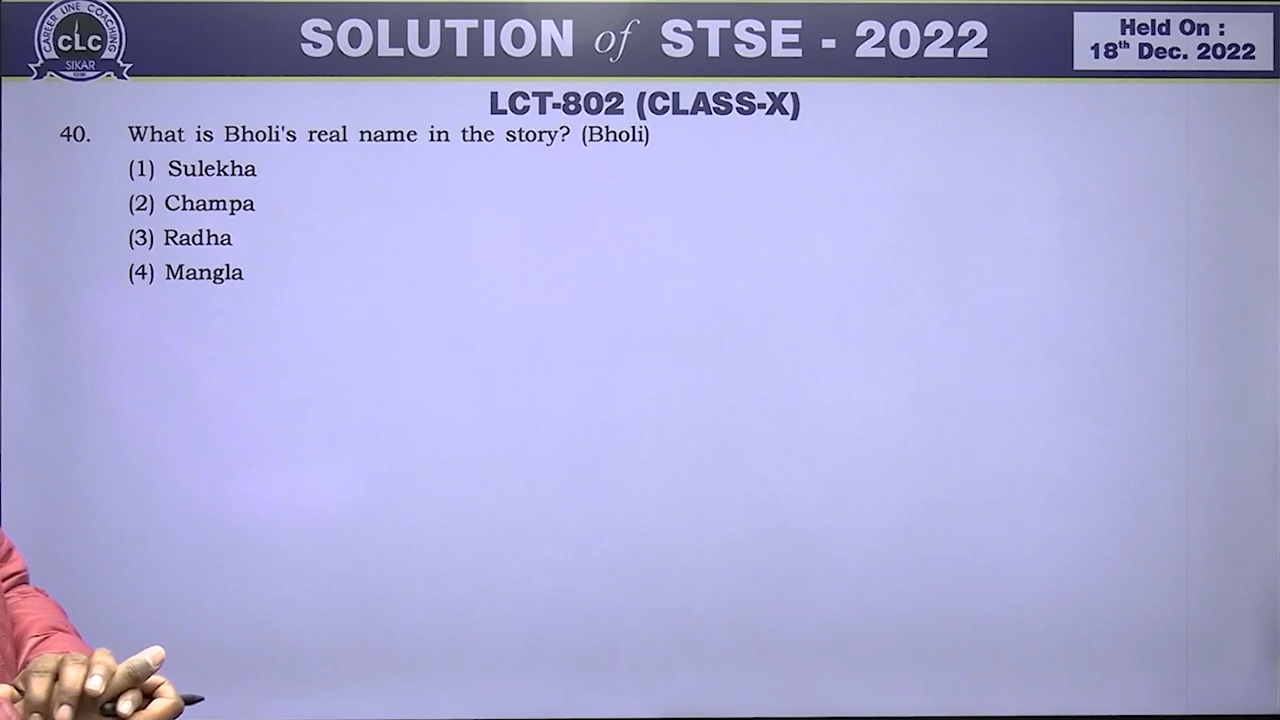 CAREER LINE COACHING
CLC
SIKAR
SOLUTION of STSE - 2022
Held On :
18th Dec. 2022
LCT-802 (CLASS-X)
40. What is Bholi's real name in the story? (Bholi)
(1) Sulekha
(2) Champa
(3) Radha
(4) Mangla